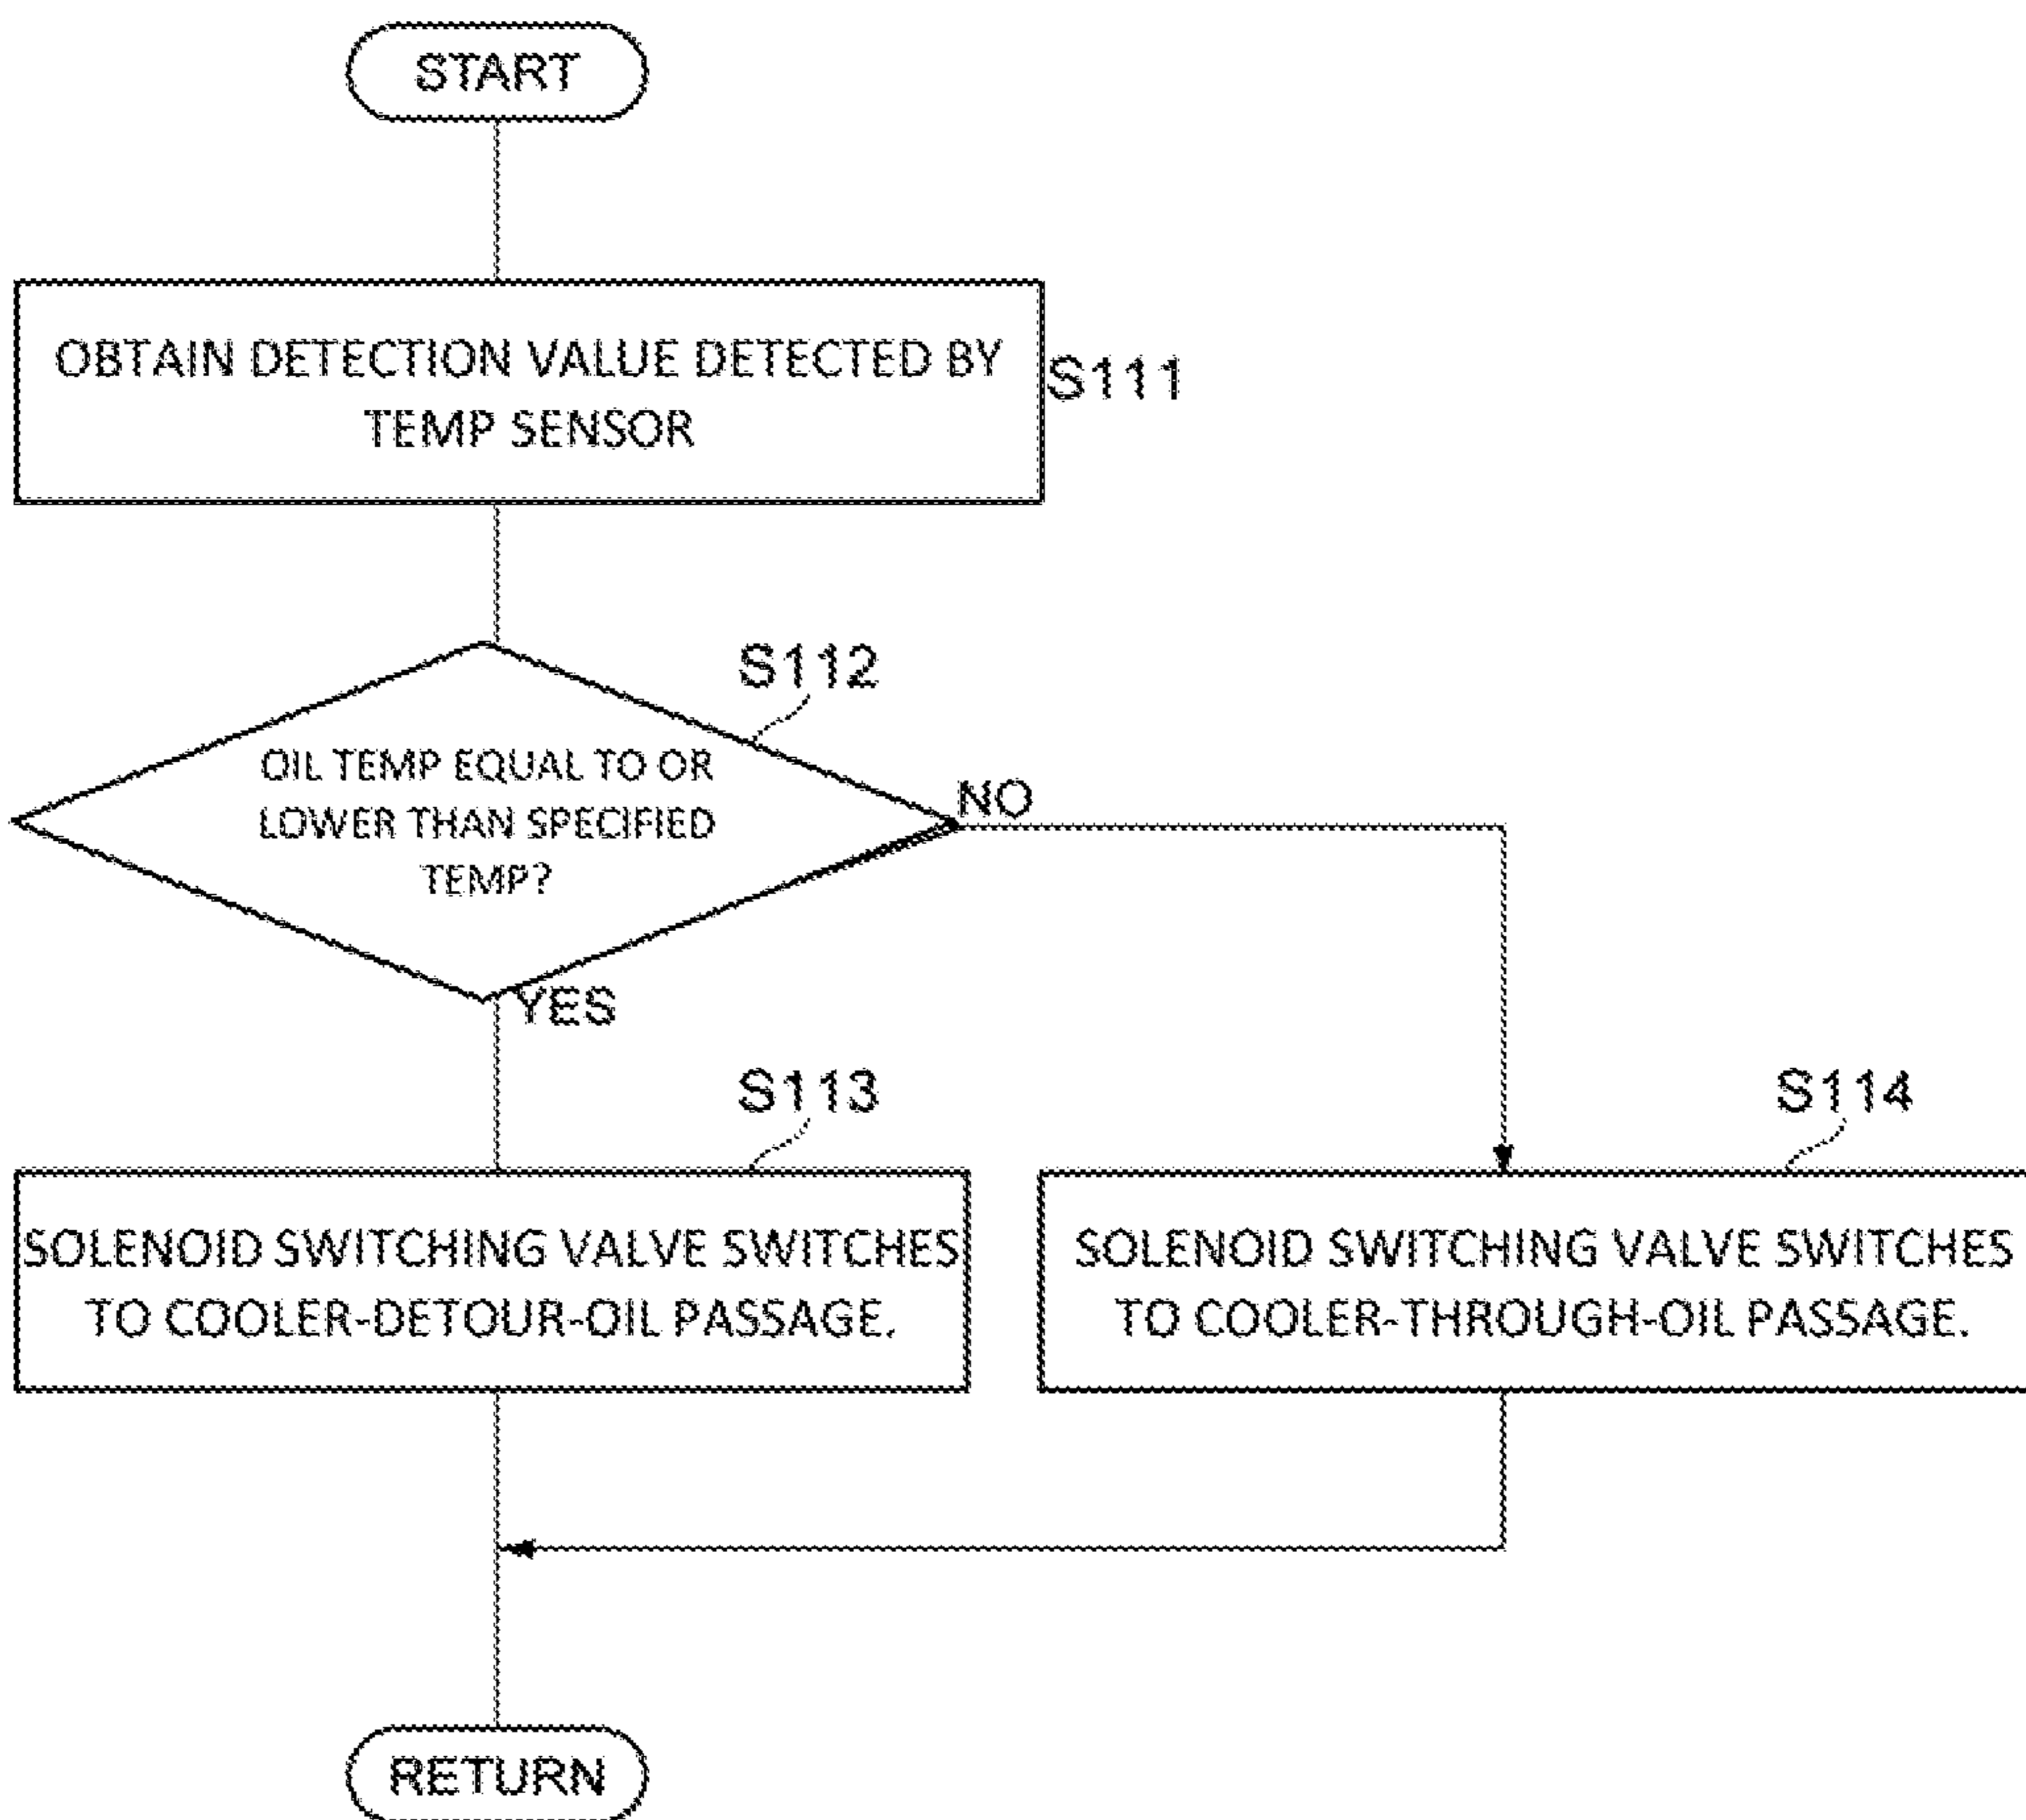 START
OBTAIN DETECTION VALUE DETECTED BY
TEMP SENSOR
S111
S112
OIL TEMP EQUAL TO OR
LOWER THAN SPECIFIED
TEMP?
NO
YES
S113
SOLENOID SWITCHING VALVE SWITCHES
TO COOLER-DETOUR-OIL PASSAGE.
S114
SOLENOID SWITCHING VALVE SWITCHES
TO COOLER-THROUGH-OIL PASSAGE.
RETURN